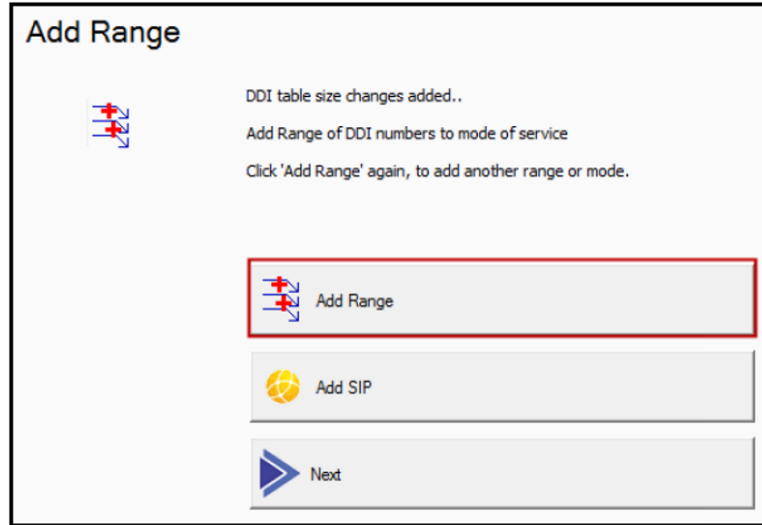 Add Range
DDI table size changes added..
Add Range of DDI numbers to mode of service
Click 'Add Range' again, to add another range or mode.
Add Range
Add SIP
Next